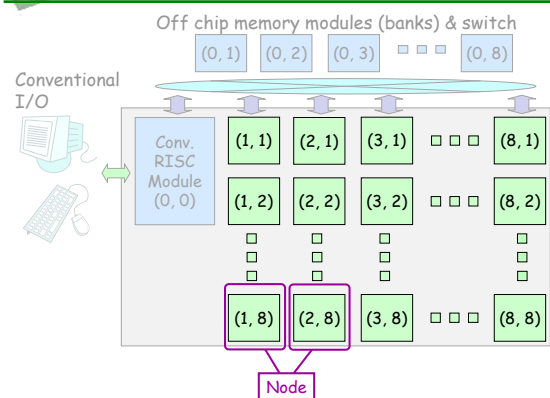 Off chip memory modules (banks) & switch
(0, 1) (0, 2) (0, 3) (0, 8)
Conventional
I/O
Conv.
RISC
Module
(0, 0)
(1, 1) (2, 1) (3, 1) (8, 1)
(1, 2) (2, 2) (3, 2) (8, 2)
(1, 8) (2, 8) (3, 8) (8, 8)
Node